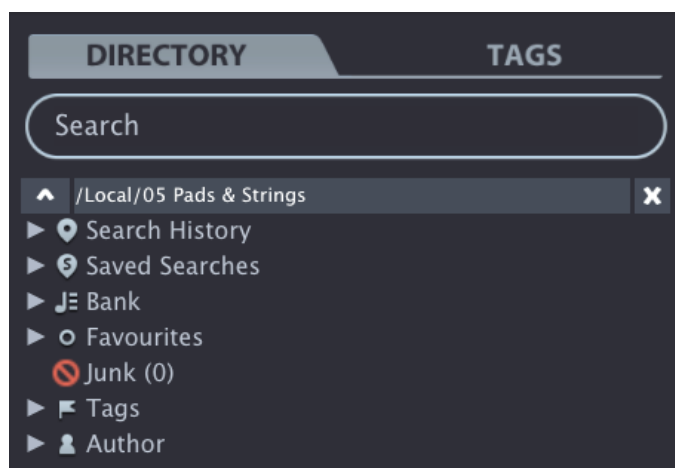 DIRECTORY TAGS
Search
/Local/05 Pads & Strings
Search History
Saved Searches
Bank
Favourites
Junk (0)
Tags
Author